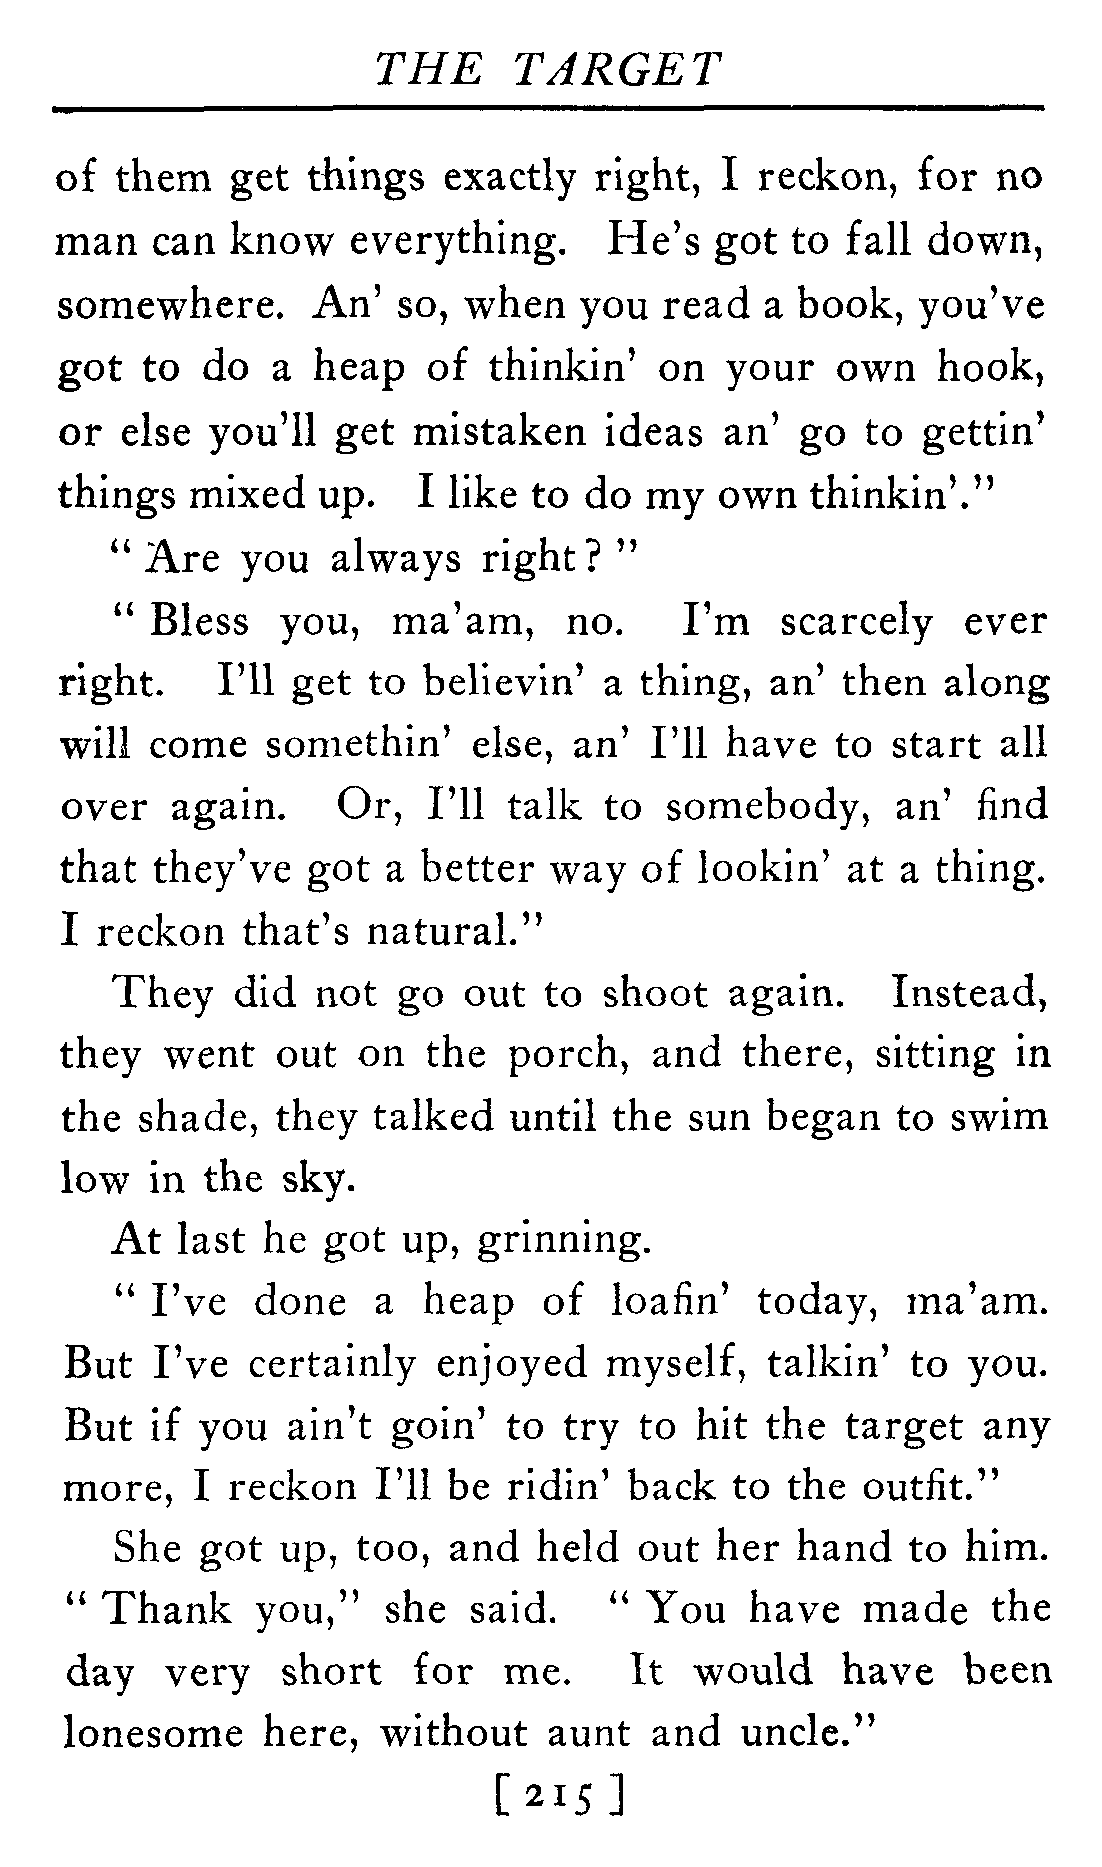 THE TARGET
of them get things exactly right, I reckon, for no
man can know everything. He's got to fall down,
somewhere. An' so, when you read a book, you've
got to do a heap of thinkin' on your own hook,
or else you'll get mistaken ideas an' go to gettin'
things mixed up. I like to do my own thinkin'."
" Are you always right? "
" Bless you, ma'am, no. I'm scarcely ever
right. I'll get to believin' a thing, an' then along
will come somethin' else, an' I'll have to start all
over again. Or, I'll talk to somebody, an' find
that they've got a better way of lookin' at a thing.
I reckon that's natural."
They did not go out to shoot again. Instead,
they went out on the porch, and there, sitting in
the shade, they talked until the sun began to swim
low in the sky.
At last he got up, grinning.
" I've done a heap of loafin' today, ma'am.
But I've certainly enjoyed myself, talkin' to you.
But if you ain't goin' to try to hit the target any
more, I reckon I'll be ridin' back to the outfit."
She got up, too, and held out her hand to him.
" Thank you," she said. " You have made the
day very short for me. It would have been
lonesome here, without aunt and uncle."
[ 215 ]